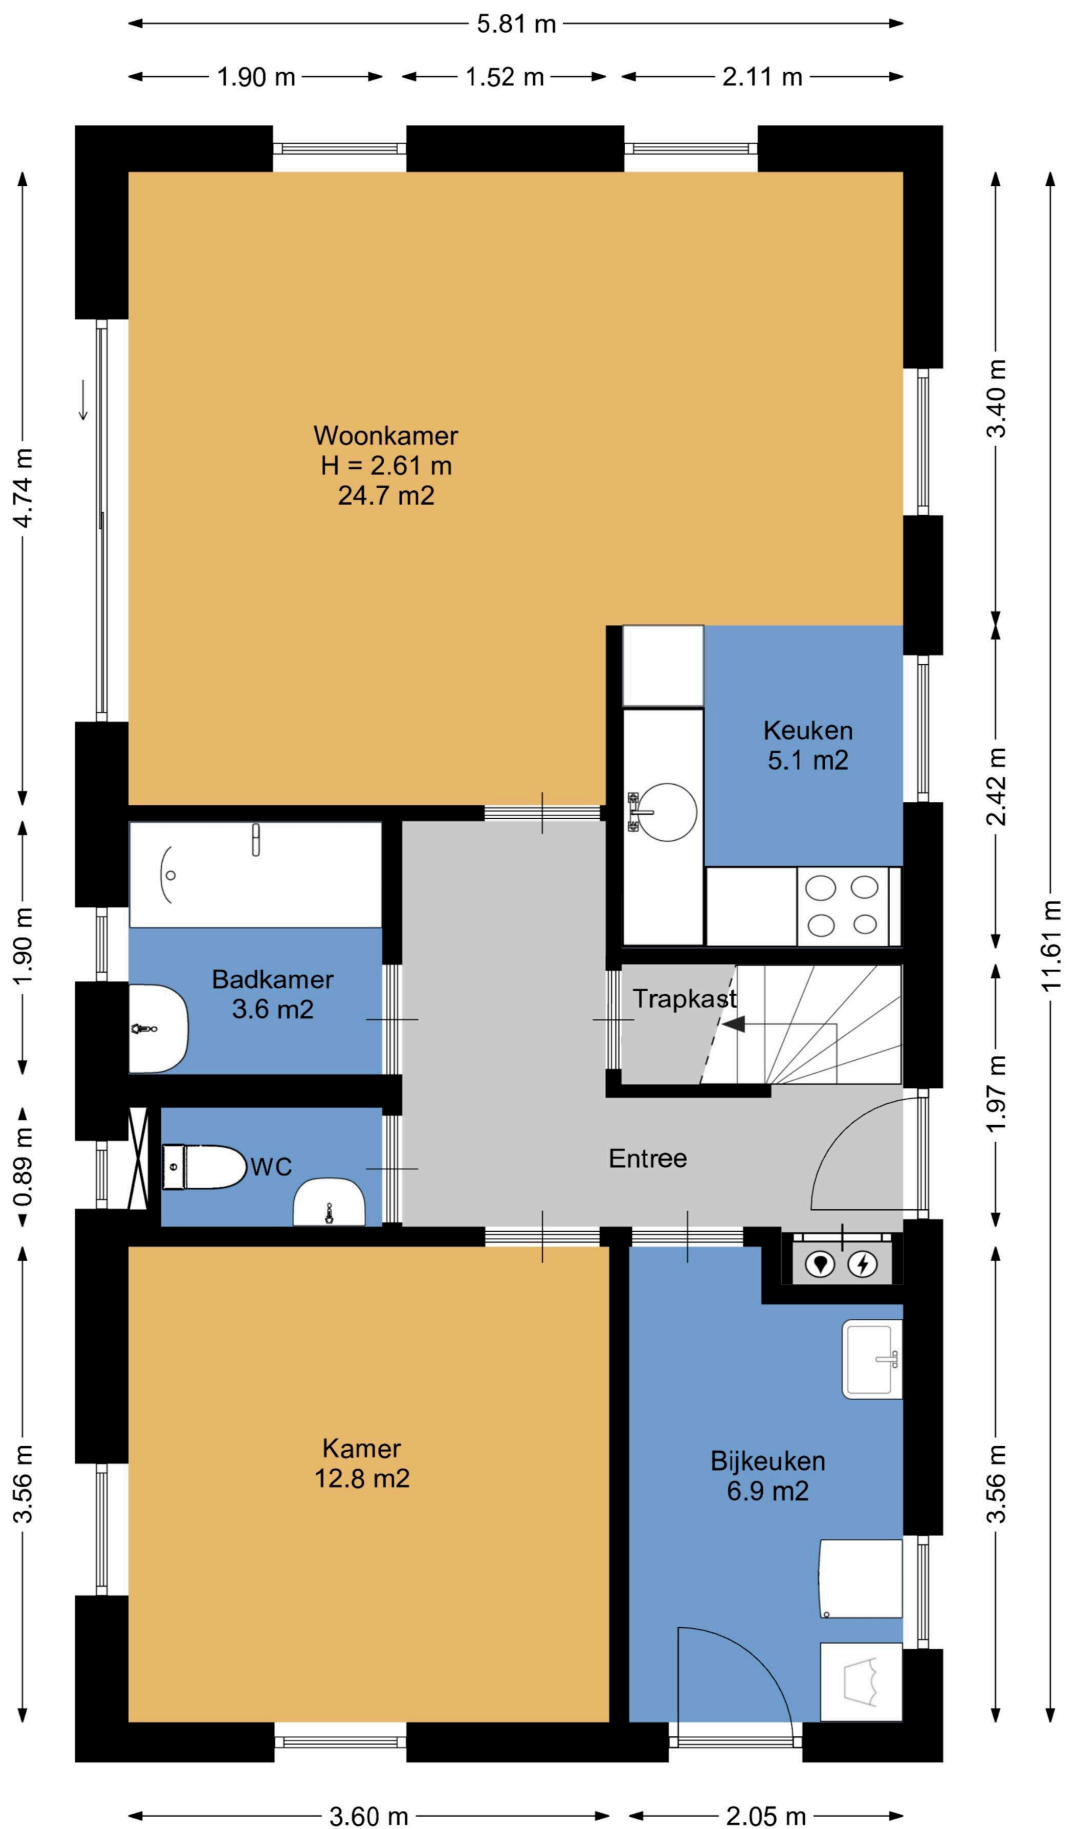 5.81 m
1.90 m
1.52 m
2.11 m
Woonkamer
H = 2.61 m
24.7 m2
4.74 m
3.40 m
11.61 m
Keuken
5.1 m2
2.42 m
Badkamer
3.6 m2
1.90 m
Trapkast
1.97 m
WC
0.89 m
Entree
Kamer
12.8 m2
3.56 m
Bijkeuken
6.9 m2
3.56 m
3.60 m
2.05 m